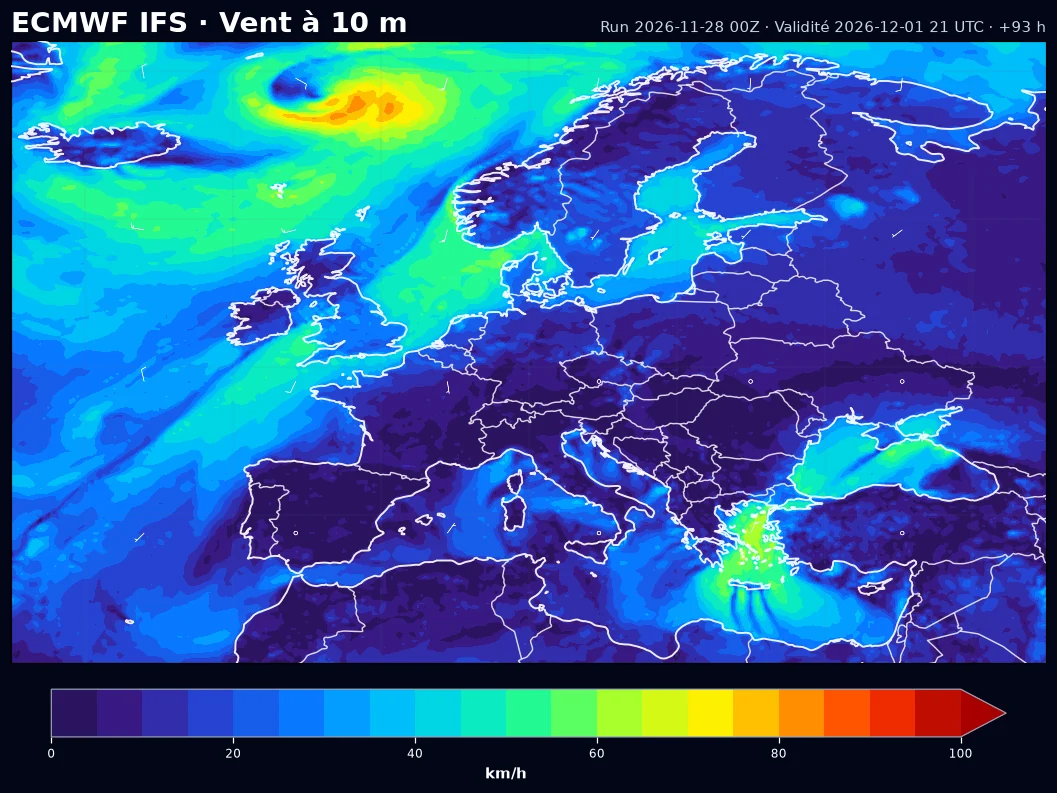 ECMWF IFS · Vent à 10 m
Run 2026-11-28 00Z · Validité 2026-12-01 21 UTC · +93 h
0 20 40 60 80 100
km/h